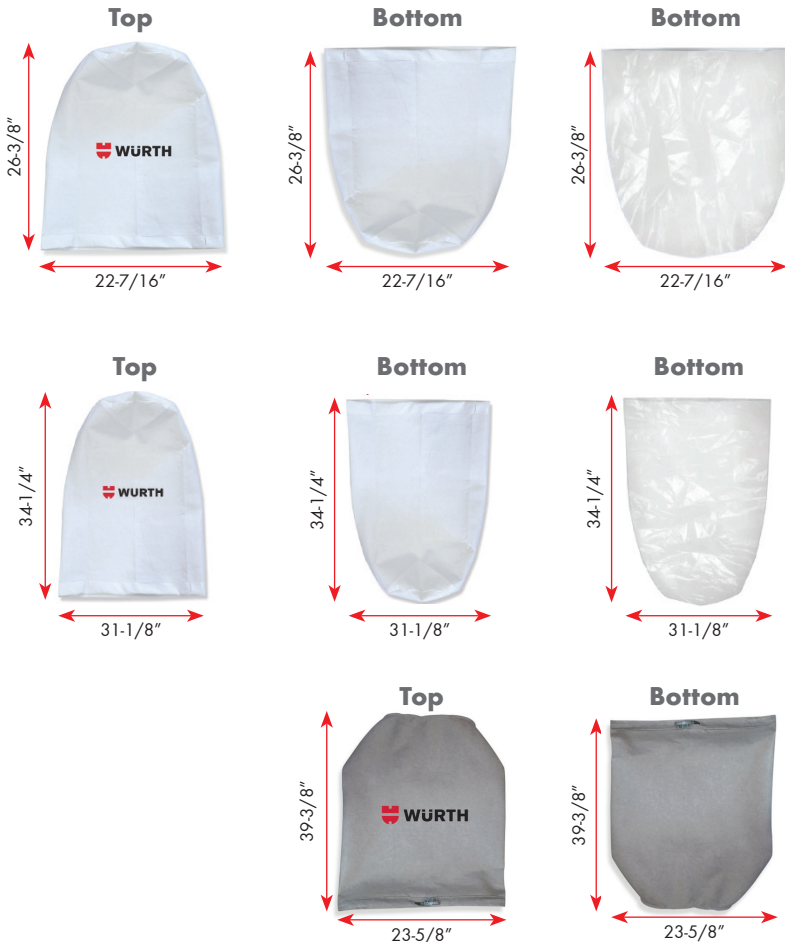 Top
Bottom
26-3/8”
WÜRTH
26-3/8”
26-3/8”
22-7/16”
22-7/16”
22-7/16”
Top
Bottom
Bottom
34-1/4”
WÜRTH
34-1/4”
34-1/4”
31-1/8”
31-1/8”
31-1/8”
Top
Bottom
39-3/8”
WÜRTH
39-3/8”
23-5/8”
23-5/8”